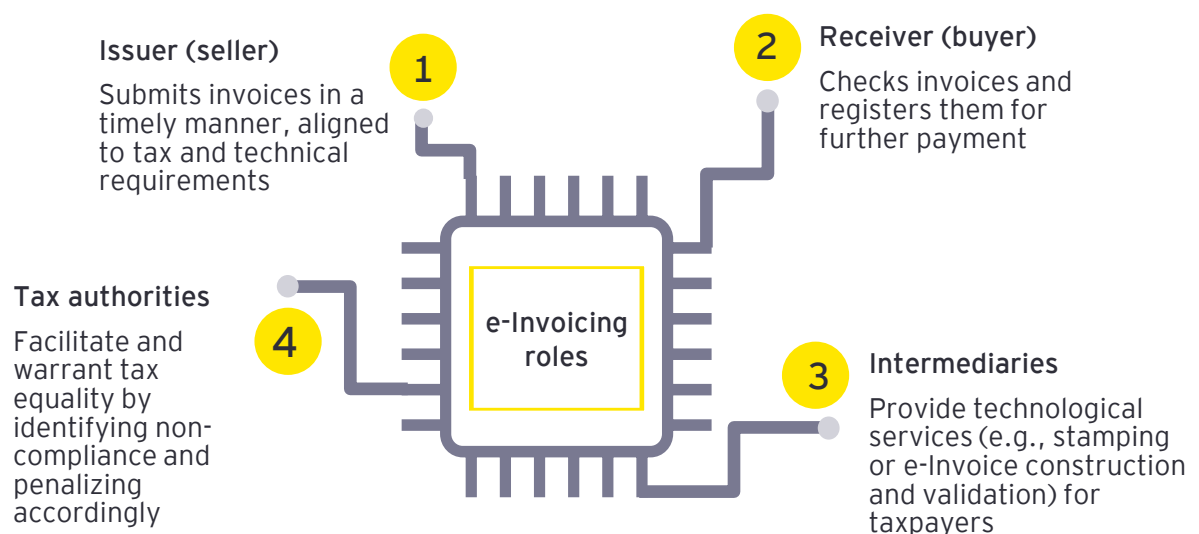 Issuer (seller)
1
Submits invoices in a
timely manner, aligned
to tax and technical
requirements
2
Receiver (buyer)
Checks invoices and
registers them for
further payment
e-Invoicing
roles
3
Intermediaries
Provide technological
services (e.g., stamping
or e-Invoice construction
and validation) for
taxpayers
Tax authorities
4
Facilitate and
warrant tax
equality by
identifying non-
compliance and
penalizing
accordingly